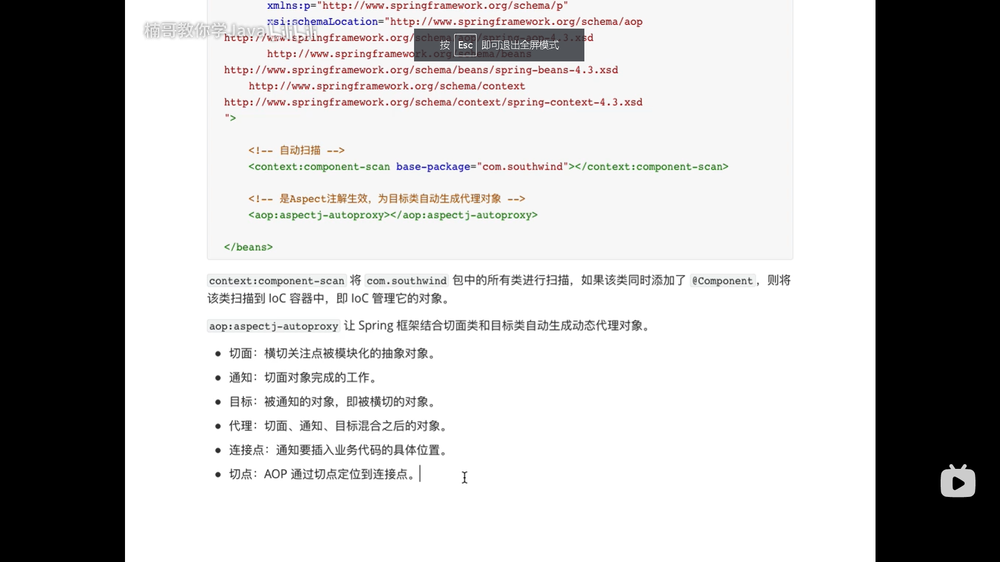 xmlns:p="http://www.springframework.org/schema/p"
xsi:schemaLocation="http://www.springframework.org/schema/aop
楠哥教你学Java bilibili
http://www.springframework.org/schema/aop/spring-aop-4.3.xsd
按 Esc 即可退出全屏模式
http://www.springframework.org/schema/beans
http://www.springframework.org/schema/beans/spring-beans-4.3.xsd
http://www.springframework.org/schema/context
http://www.springframework.org/schema/context/spring-context-4.3.xsd
">
<!-- 自动扫描 -->
<context:component-scan base-package="com.southwind"></context:component-scan>
<!-- 是Aspect注解生效，为目标类自动生成代理对象 -->
<aop:aspectj-autoproxy></aop:aspectj-autoproxy>
</beans>
context:component-scan 将 com.southwind 包中的所有类进行扫描，如果该类同时添加了 @Component，则将
该类扫描到 IoC 容器中，即 IoC 管理它的对象。
aop:aspectj-autoproxy 让 Spring 框架结合切面类和目标类自动生成动态代理对象。
● 切面：横切关注点被模块化的抽象对象。
● 通知：切面对象完成的工作。
● 目标：被通知的对象，即被横切的对象。
● 代理：切面、通知、目标混合之后的对象。
● 连接点：通知要插入业务代码的具体位置。
● 切点：AOP 通过切点定位到连接点。